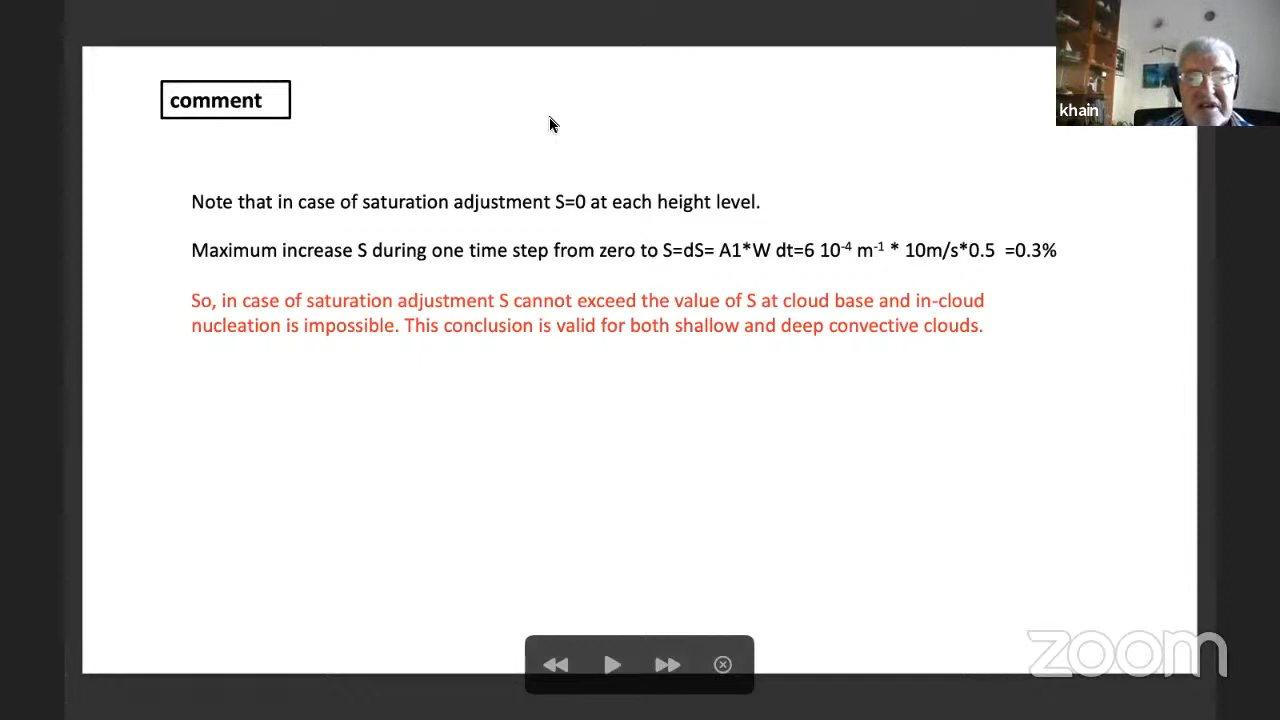 comment
khain
Note that in case of saturation adjustment S=0 at each height level.
Maximum increase S during one time step from zero to S=dS= A1*W dt=6 10⁻⁴ m⁻¹ * 10m/s*0.5  =0.3%
So, in case of saturation adjustment S cannot exceed the value of S at cloud base and in-cloud
nucleation is impossible. This conclusion is valid for both shallow and deep convective clouds.
zoom